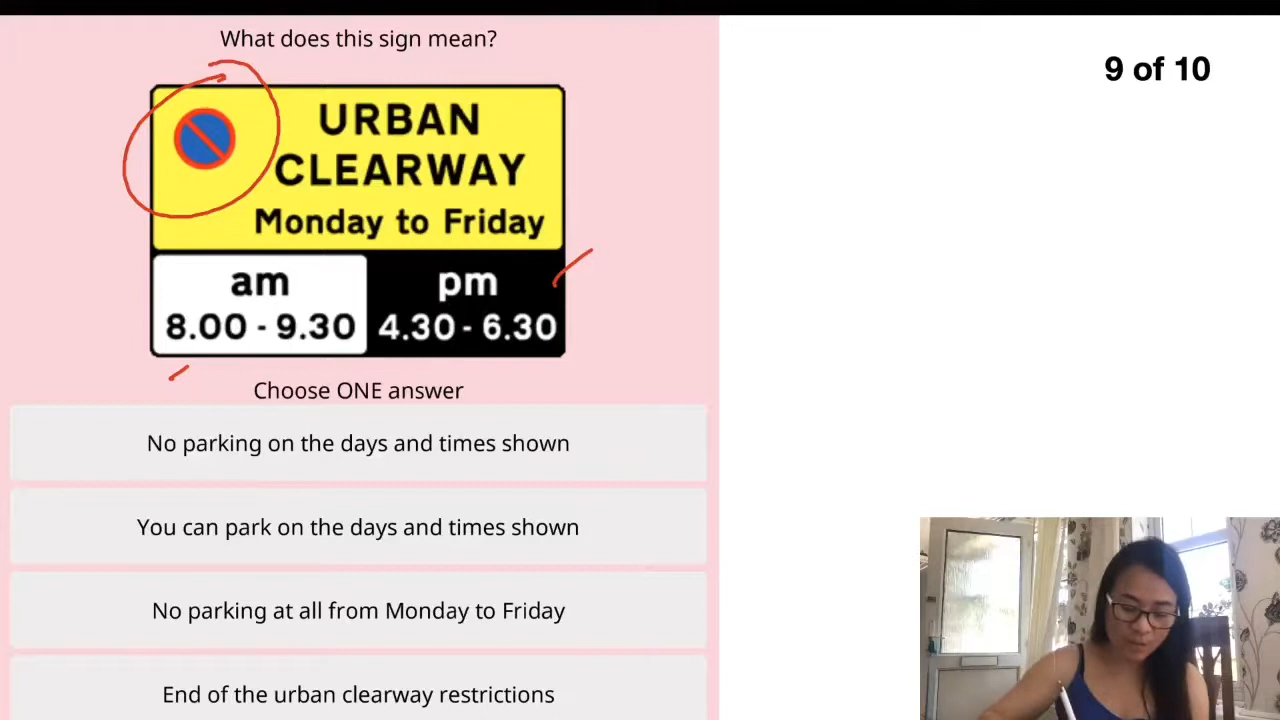 What does this sign mean?
9 of 10
URBAN
CLEARWAY
Monday to Friday
am
8.00 - 9.30
pm
4.30 - 6.30
Choose ONE answer
No parking on the days and times shown
You can park on the days and times shown
No parking at all from Monday to Friday
End of the urban clearway restrictions